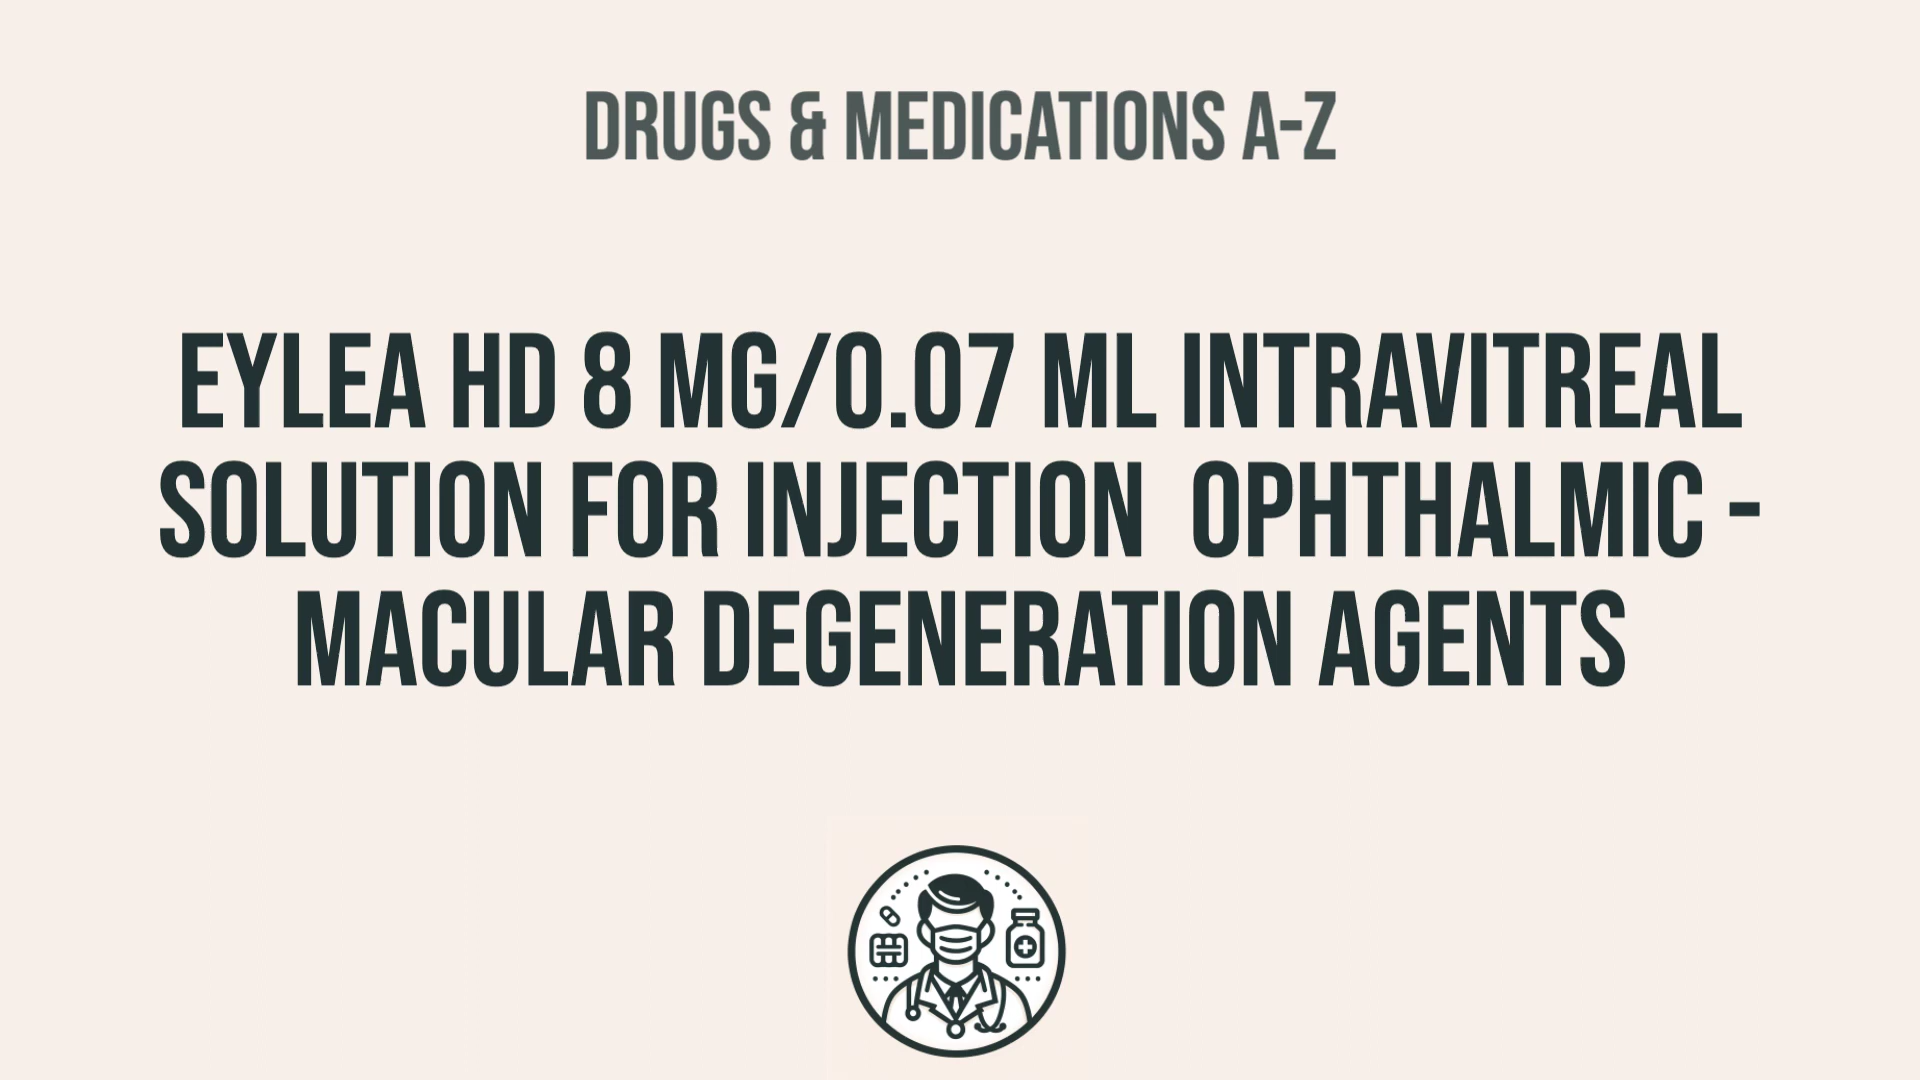 DRUGS & MEDICATIONS A-Z
EYLEA HD 8 MG/0.07 ML INTRAVITREAL
SOLUTION FOR INJECTION  OPHTHALMIC -
MACULAR DEGENERATION AGENTS